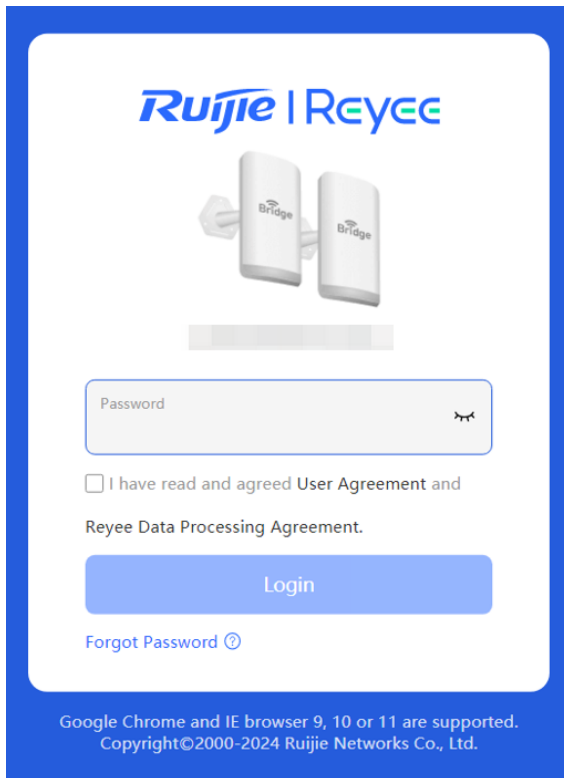 Ruijie | Reyee
Bridge
Bridge
Password
I have read and agreed User Agreement and
Reyee Data Processing Agreement.
Login
Forgot Password ?
Google Chrome and IE browser 9, 10 or 11 are supported.
Copyright©2000-2024 Ruijie Networks Co., Ltd.